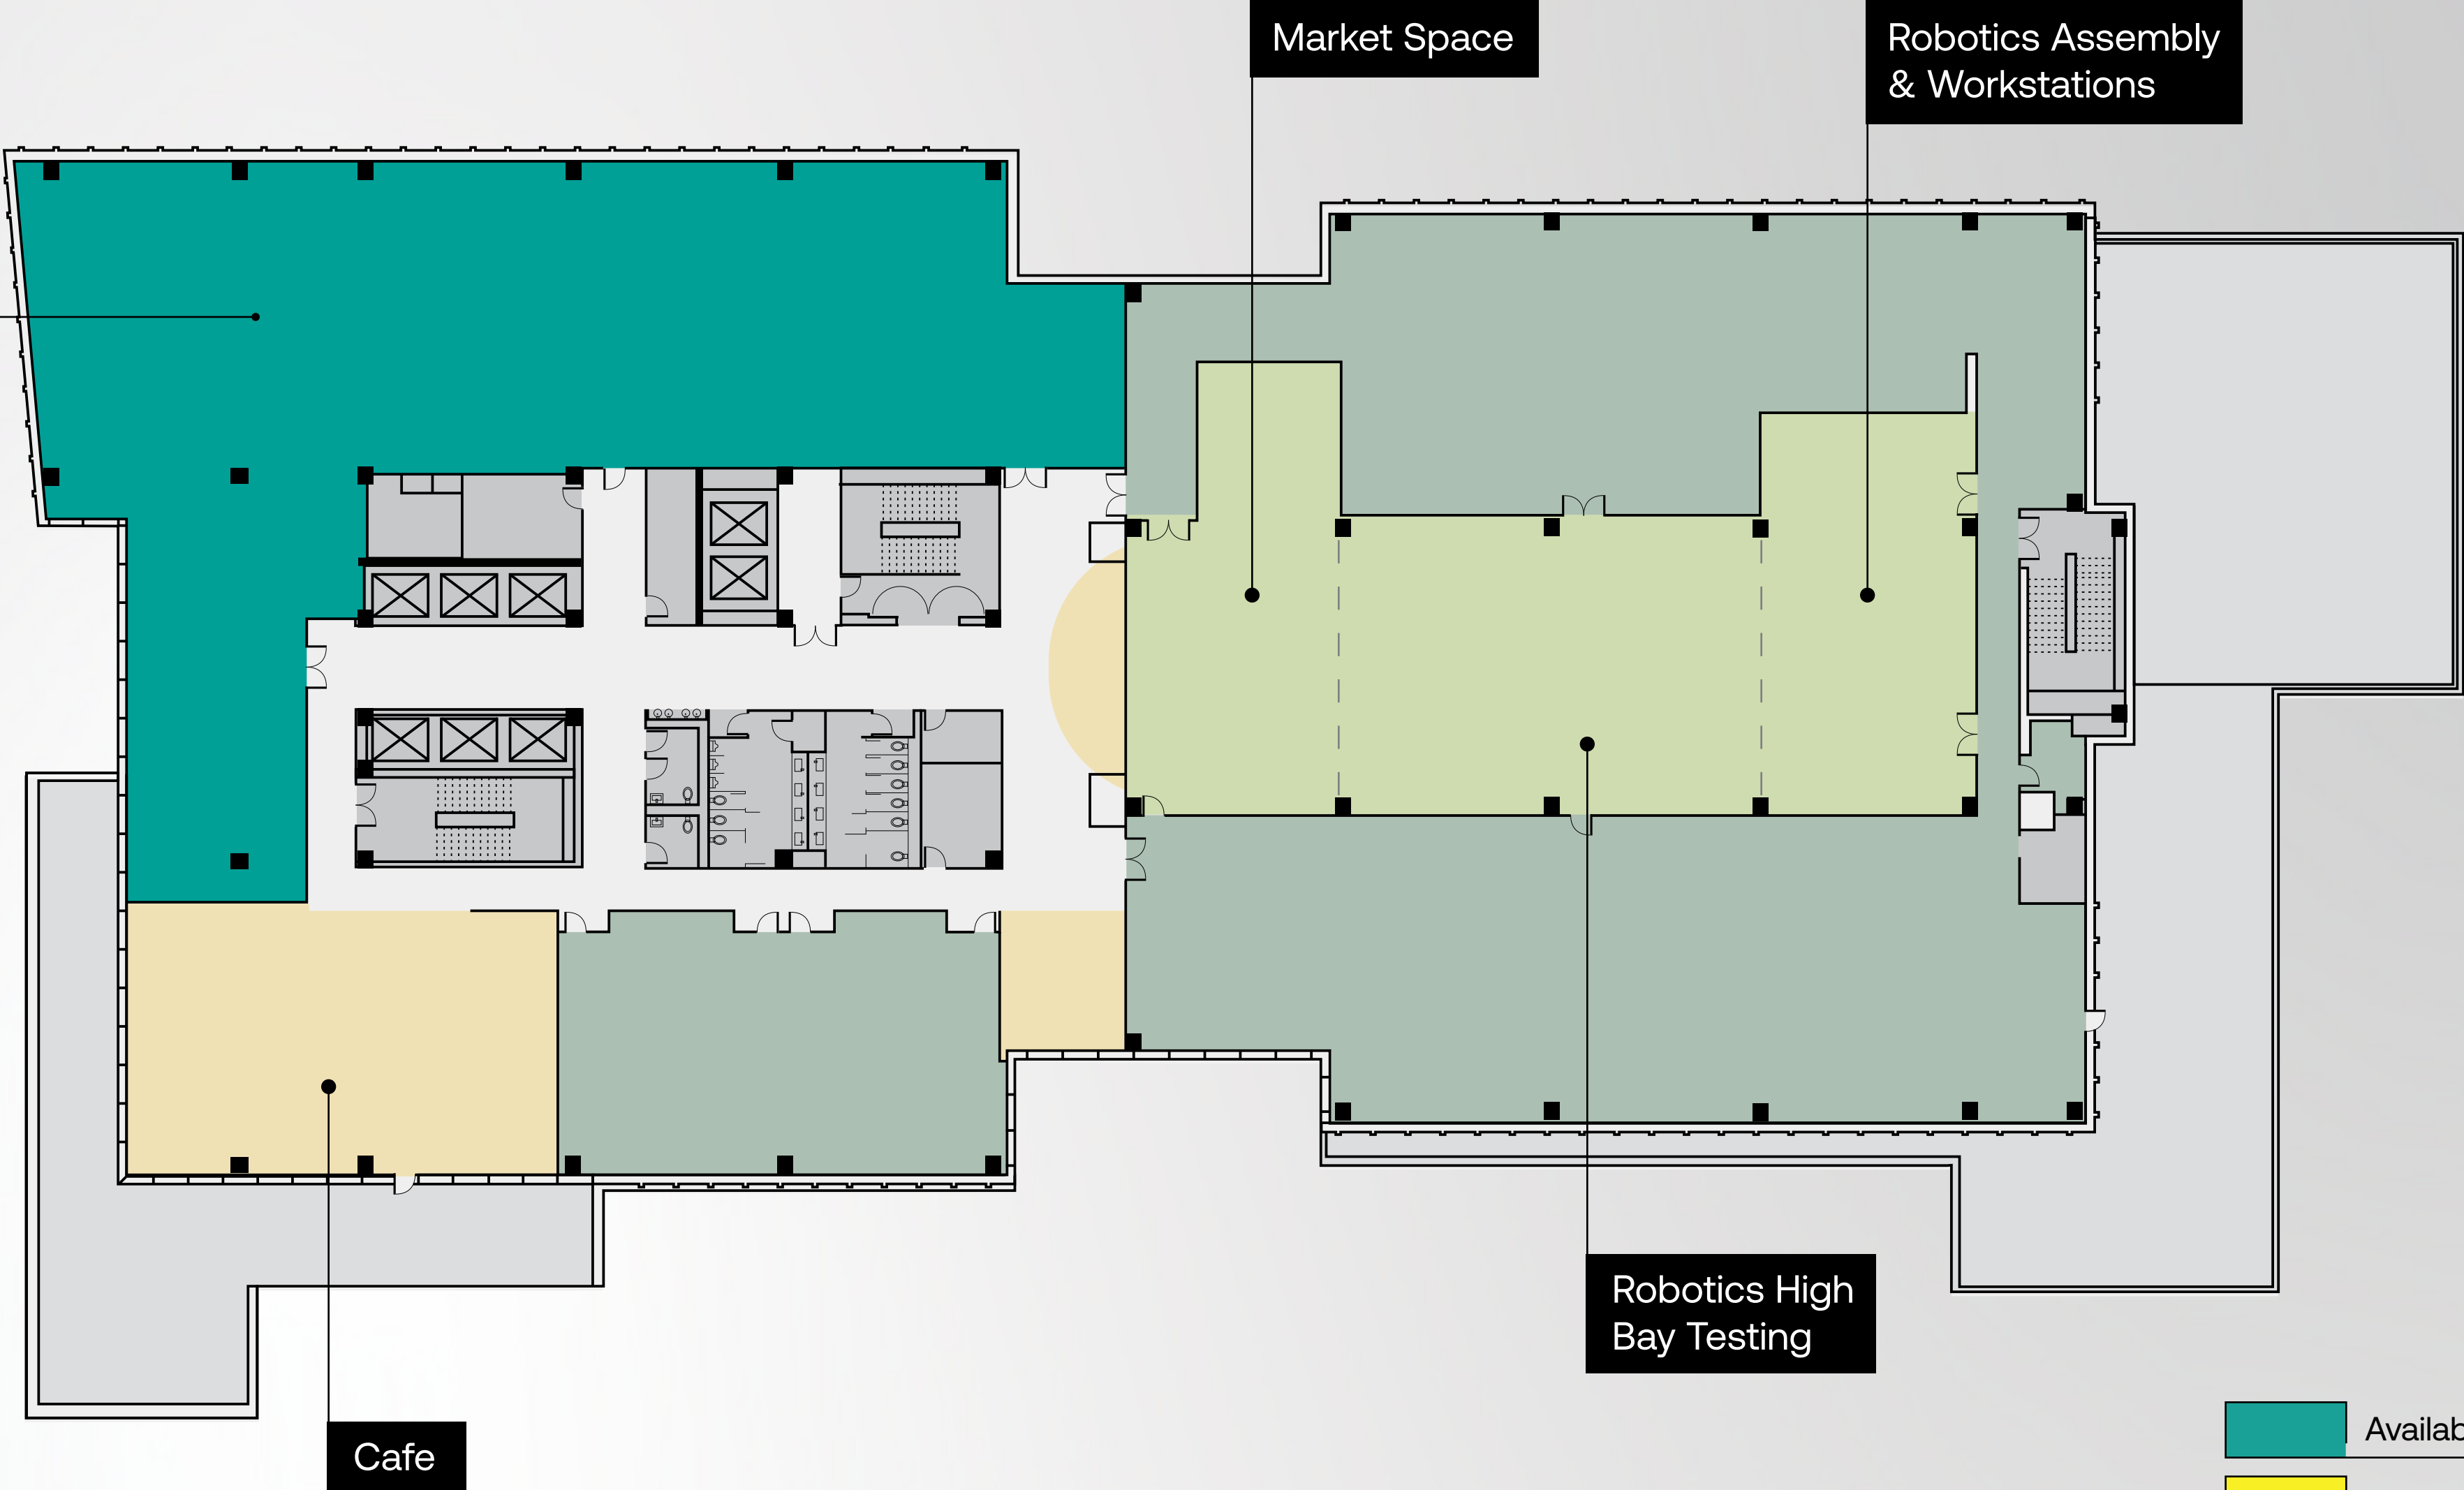 Market Space
Robotics Assembly
& Workstations
Robotics High
Bay Testing
Cafe